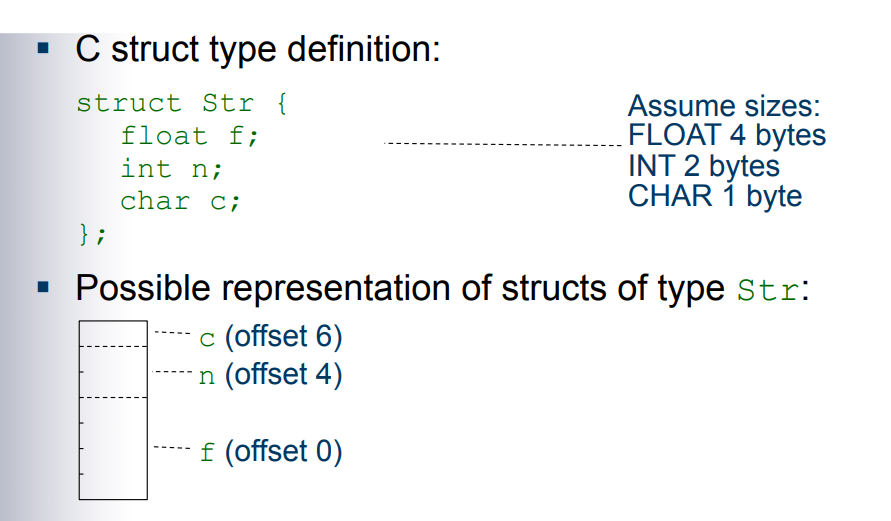 ▪ C struct type definition:
struct Str {
float f;
int n;
char c;
};
Assume sizes:
FLOAT 4 bytes
INT 2 bytes
CHAR 1 byte
▪ Possible representation of structs of type Str:
c (offset 6)
n (offset 4)
f (offset 0)